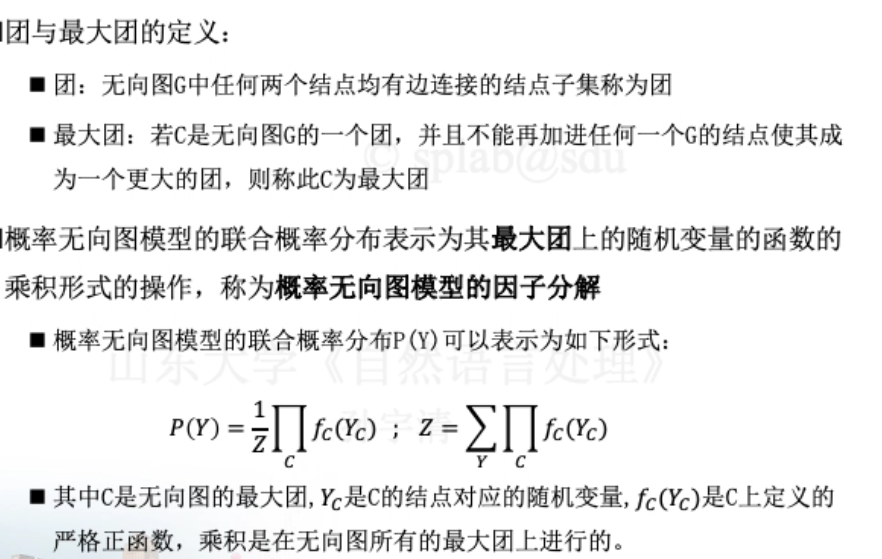 团与最大团的定义：
■ 团：无向图G中任何两个结点均有边连接的结点子集称为团
■ 最大团：若C是无向图G的一个团，并且不能再加进任何一个G的结点使其成
为一个更大的团，则称此C为最大团
© splab@sdu
概率无向图模型的联合概率分布表示为其最大团上的随机变量的函数的
乘积形式的操作，称为概率无向图模型的因子分解
■ 概率无向图模型的联合概率分布P(Y)可以表示为如下形式：
山东大学《自然语言处理》
P(Y) = 1/Z ∏_C f_C(Y_C) ; Z = ∑_Y ∏_C f_C(Y_C)
■ 其中C是无向图的最大团, Y_C是C的结点对应的随机变量, f_C(Y_C)是C上定义的
严格正函数，乘积是在无向图所有的最大团上进行的。